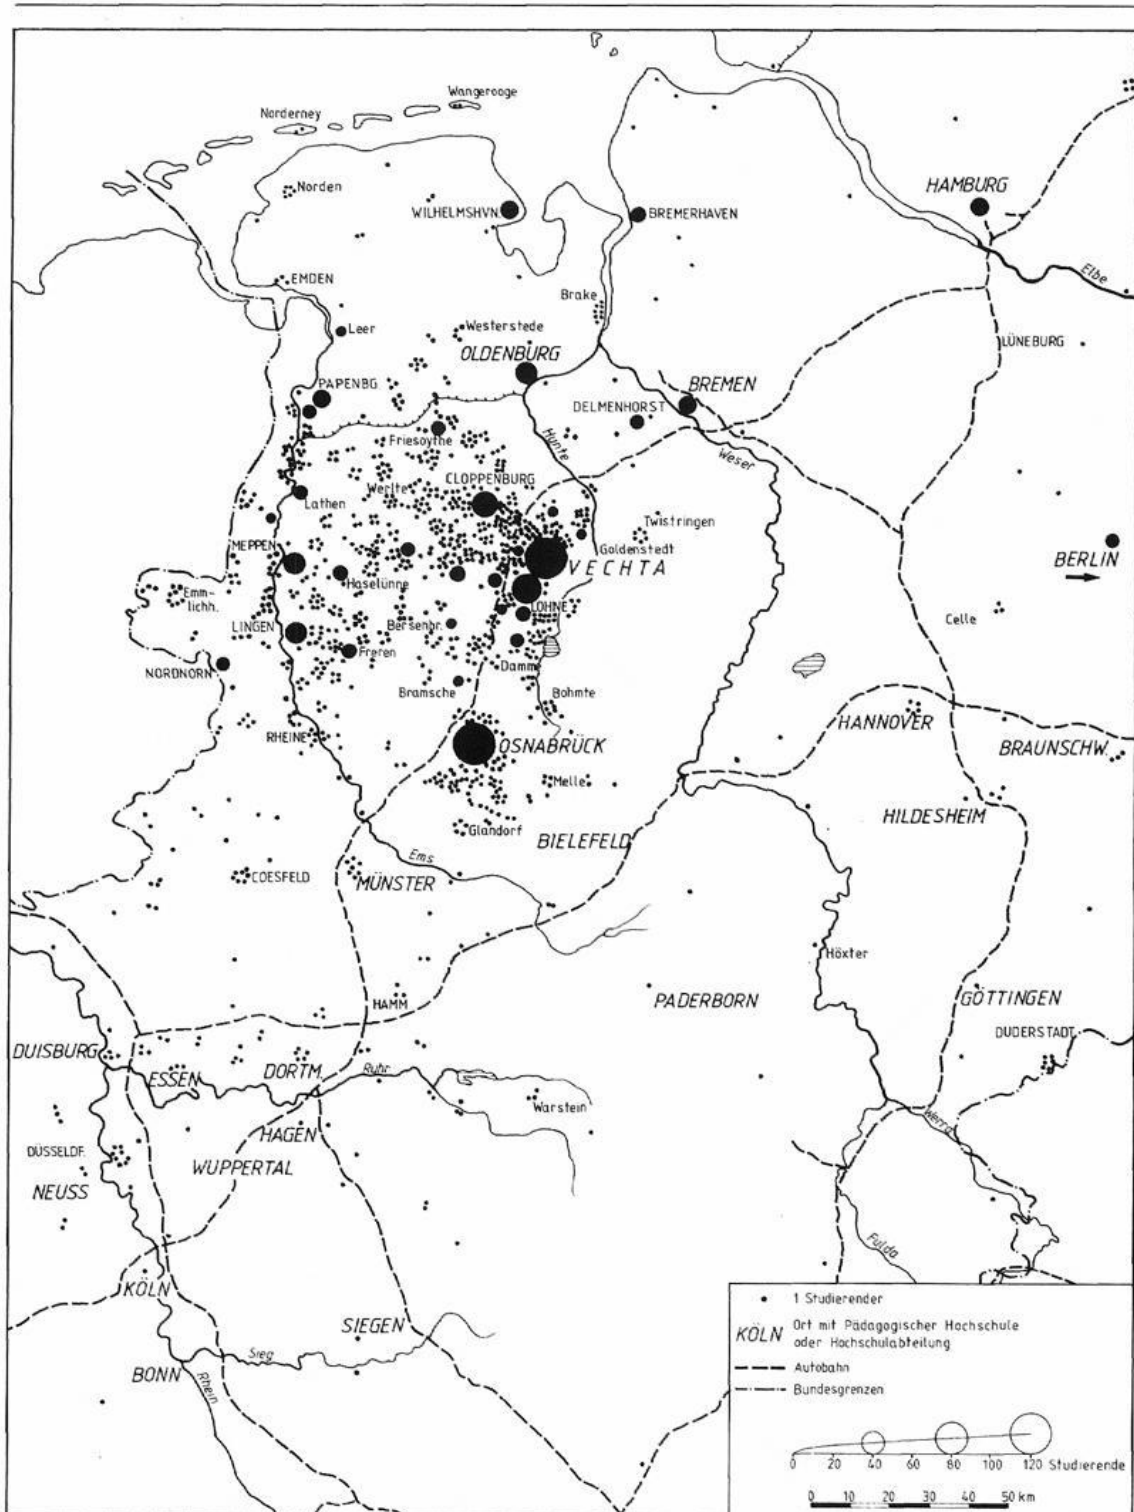 Wangerooge
Norderney
Norden
WILHELMSHVN.
BREMERHAVEN
HAMBURG
EMDEN
Elbe
Brake
Leer
Westerstede
OLDENBURG
LÜNEBURG
PAPENBG
BREMEN
DELMENHORST
Friesoythe
Hunte
Weser
CLOPPENBURG
Werlte
Lathen
Twistringen
MEPPEN
Goldenstedt
VECHTA
BERLIN
Haselünne
Emm-
lichh.
LOHNE
LINGEN
Bersenbr.
Celle
Freren
Damm
NORDNORN
Bramsche
Bohmte
HANNOVER
RHEINE
OSNABRÜCK
BRAUNSCHW.
Melle
HILDESHEIM
Glandorf
BIELEFELD
Ems
COESFELD
MÜNSTER
Höxter
HAMM
PADERBORN
GÖTTINGEN
DUDERSTADT
DUISBURG
ESSEN
DORTM.
Ruhr
Warstein
Werra
HAGEN
DÜSSELDF.
WUPPERTAL
NEUSS
Fulda
KÖLN
SIEGEN
Sieg
BONN
Rhein
1 Studierender
KÖLN Ort mit Pädagogischer Hochschule
oder Hochschulabteilung
Autobahn
Bundesgrenzen
0 20 40 60 80 100 120 Studierende
0 10 20 30 40 50 km